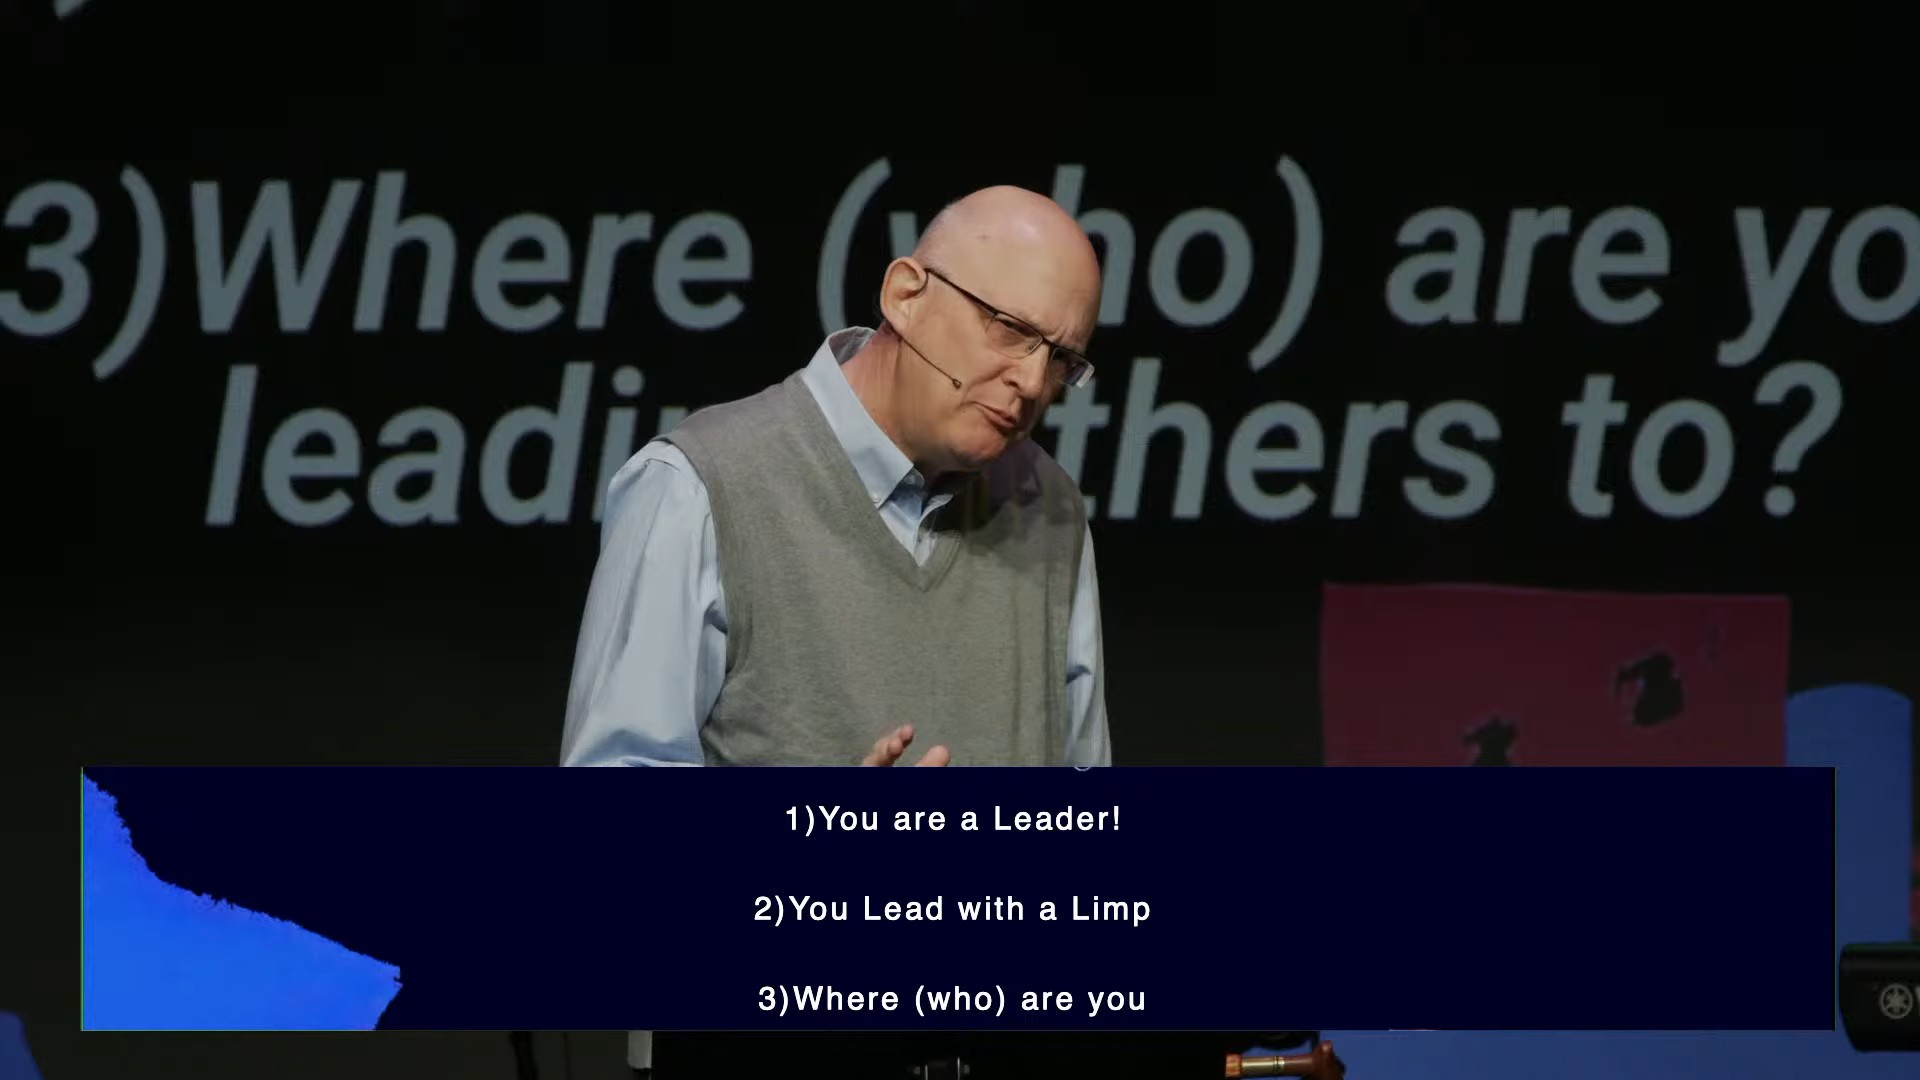 3)Where (who) are yo
leadi thers to?
1)You are a Leader!
2)You Lead with a Limp
3)Where (who) are you